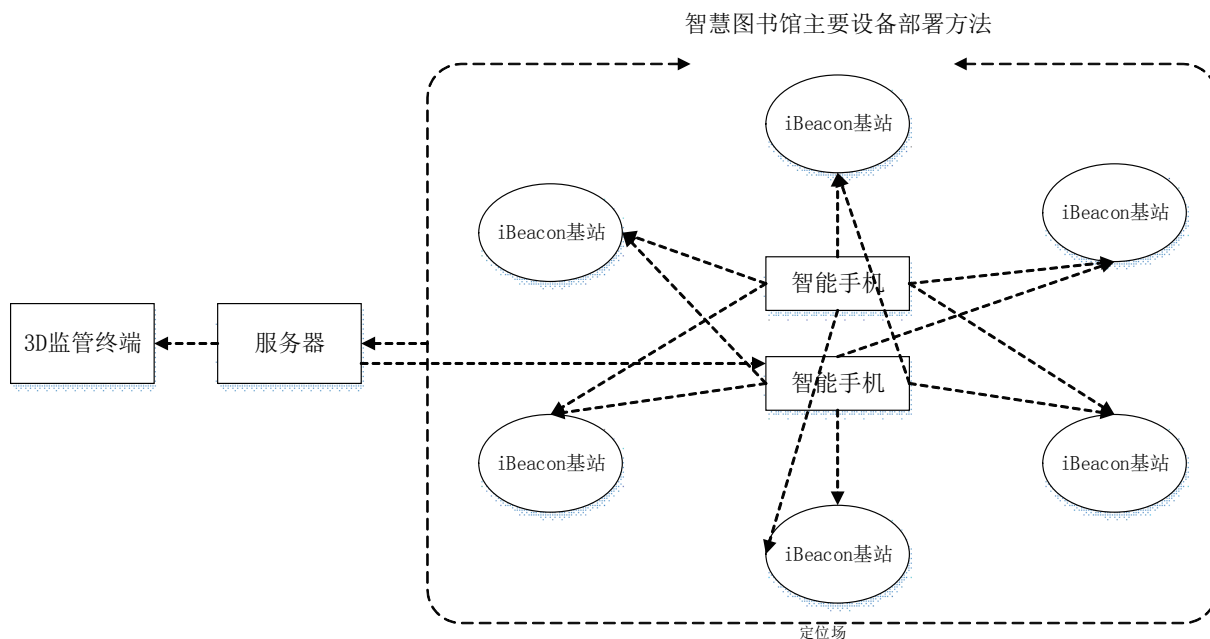 智慧图书馆主要设备部署方法
iBeacon基站
iBeacon基站
iBeacon基站
智能手机
3D监管终端
服务器
智能手机
iBeacon基站
iBeacon基站
iBeacon基站
定位场